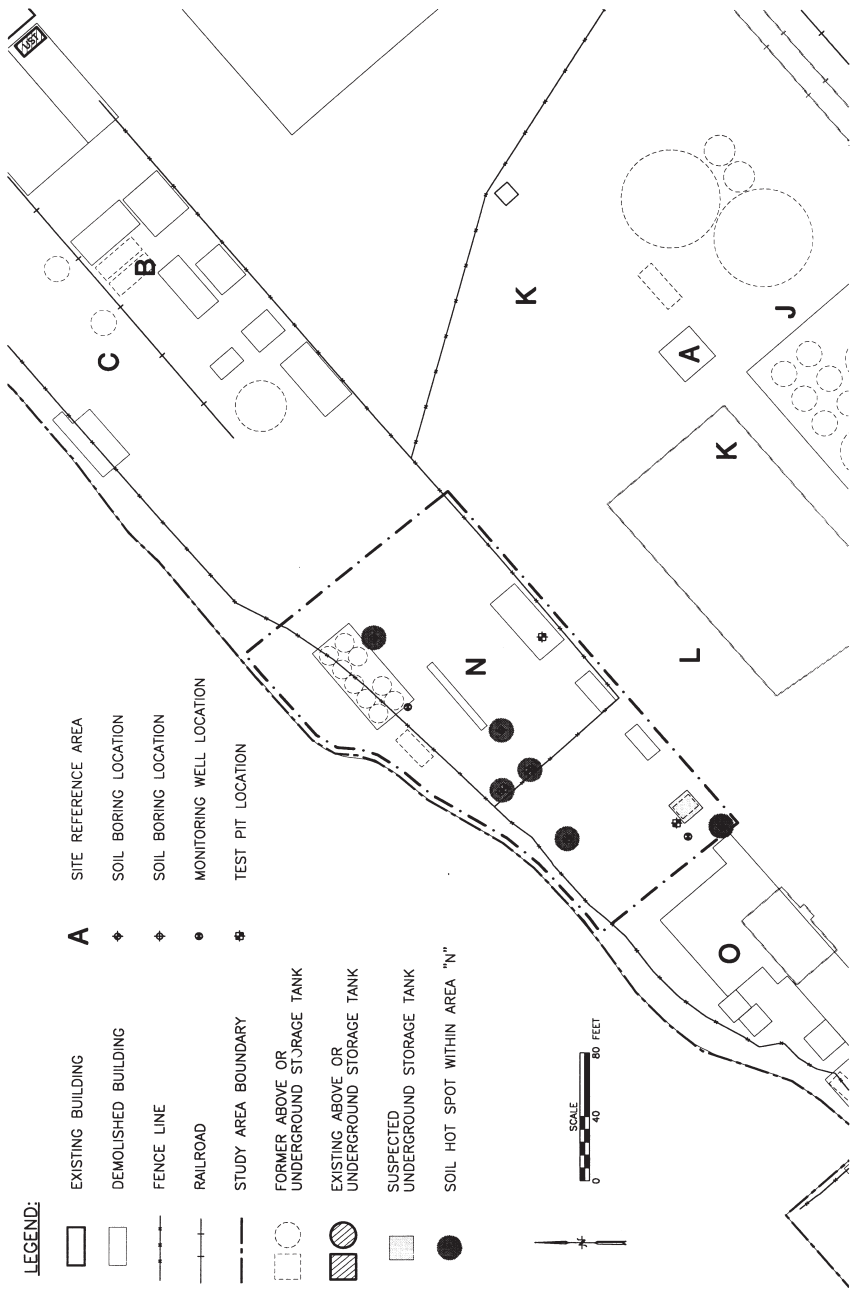 LEGEND:
EXISTING BUILDING
DEMOLISHED BUILDING
FENCE LINE
RAILROAD
STUDY AREA BOUNDARY
FORMER ABOVE OR
UNDERGROUND STORAGE TANK
EXISTING ABOVE OR
UNDERGROUND STORAGE TANK
SUSPECTED
UNDERGROUND STORAGE TANK
SOIL HOT SPOT WITHIN AREA "N"
A
SITE REFERENCE AREA
SOIL BORING LOCATION
SOIL BORING LOCATION
MONITORING WELL LOCATION
TEST PIT LOCATION
N
SCALE
0
40
80 FEET
C
B
K
A
J
K
L
N
O